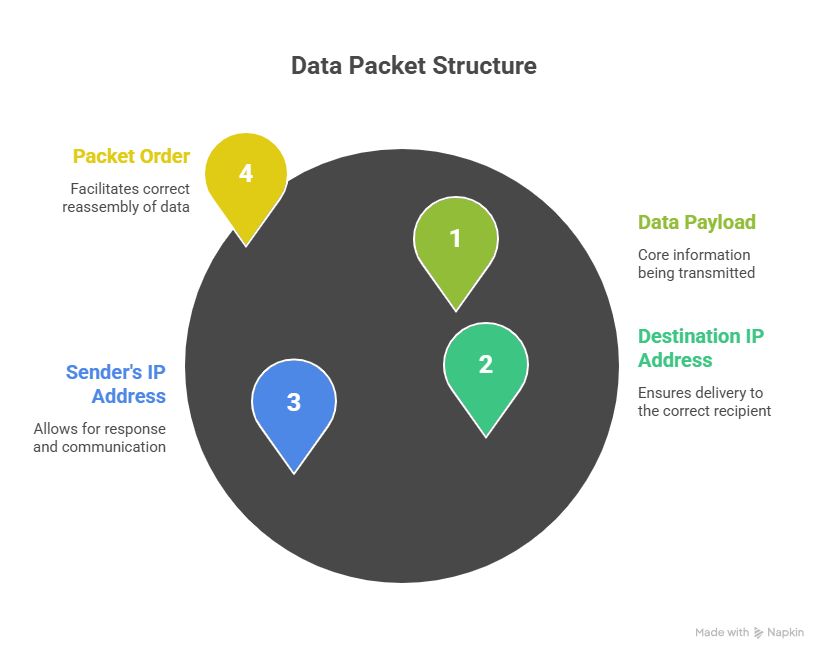 Data Packet Structure
Packet Order
Facilitates correct
reassembly of data
4
1
Data Payload
Core information
being transmitted
2
Destination IP
Address
Ensures delivery to
the correct recipient
Sender's IP
Address
Allows for response
and communication
3
Made with Napkin